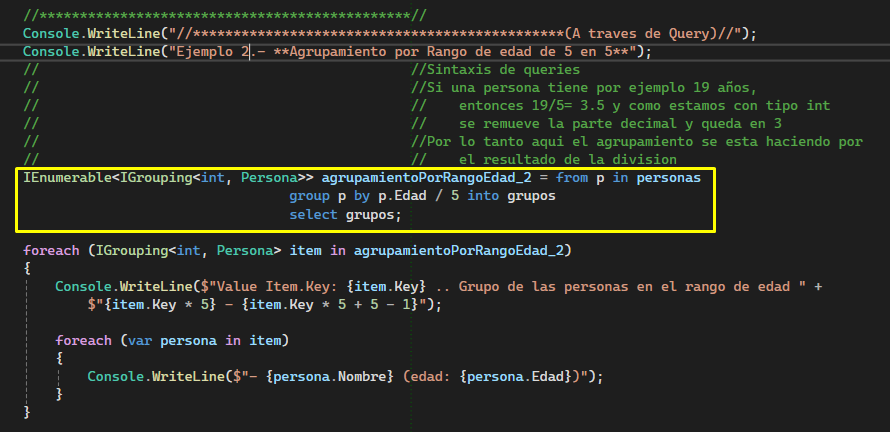 //**********************************************//
Console.WriteLine("//**********************************************(A traves de Query)//");
Console.WriteLine("Ejemplo 2.- **Agrupamiento por Rango de edad de 5 en 5**");
// //Sintaxis de queries
// //Si una persona tiene por ejemplo 19 años,
// // entonces 19/5= 3.5 y como estamos con tipo int
// // se remueve la parte decimal y queda en 3
// //Por lo tanto aqui el agrupamiento se esta haciendo por
// // el resultado de la division
IEnumerable<IGrouping<int, Persona>> agrupamientoPorRangoEdad_2 = from p in personas
group p by p.Edad / 5 into grupos
select grupos;
foreach (IGrouping<int, Persona> item in agrupamientoPorRangoEdad_2)
{
Console.WriteLine($"Value Item.Key: {item.Key} .. Grupo de las personas en el rango de edad " +
$"{item.Key * 5} - {item.Key * 5 + 5 - 1}");
foreach (var persona in item)
{
Console.WriteLine($"- {persona.Nombre} (edad: {persona.Edad})");
}
}